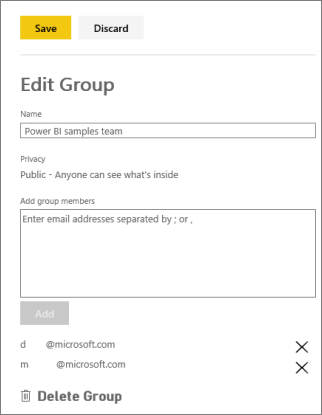 Save Discard
Edit Group
Name
Power BI samples team
Privacy
Public - Anyone can see what's inside
Add group members
Enter email addresses separated by ; or ,
Add
d @microsoft.com
m @microsoft.com
Delete Group